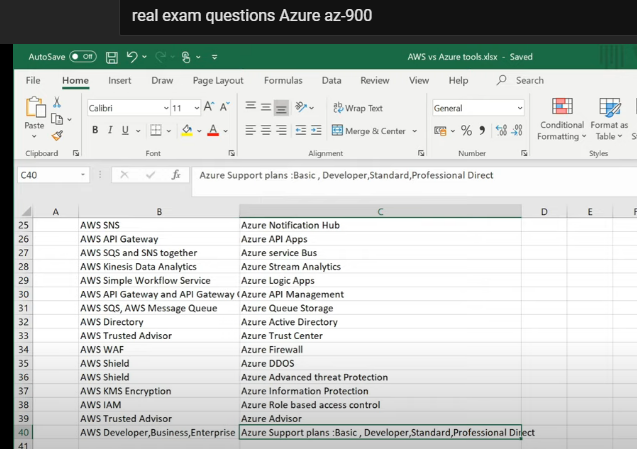 real exam questions Azure az-900
AutoSave Off AWS vs Azure tools.xlsx - Saved
File Home Insert Draw Page Layout Formulas Data Review View Help Search
Paste
Calibri 11 A^ Aˇ Wrap Text General
B I U A Merge & Center % 9
Conditional Formatting Format as Table
Clipboard Font Alignment Number Styles
C40 fx Azure Support plans :Basic , Developer,Standard,Professional Direct
A B C D E F
25 AWS SNS Azure Notification Hub
26 AWS API Gateway Azure API Apps
27 AWS SQS and SNS together Azure service Bus
28 AWS Kinesis Data Analytics Azure Stream Analytics
29 AWS Simple Workflow Service Azure Logic Apps
30 AWS API Gateway and API Gateway ( Azure API Management
31 AWS SQS, AWS Message Queue Azure Queue Storage
32 AWS Directory Azure Active Directory
33 AWS Trusted Advisor Azure Trust Center
34 AWS WAF Azure Firewall
35 AWS Shield Azure DDOS
36 AWS Shield Azure Advanced threat Protection
37 AWS KMS Encryption Azure Information Protection
38 AWS IAM Azure Role based access control
39 AWS Trusted Advisor Azure Advisor
40 AWS Developer,Business,Enterprise Azure Support plans :Basic , Developer,Standard,Professional Direct
41